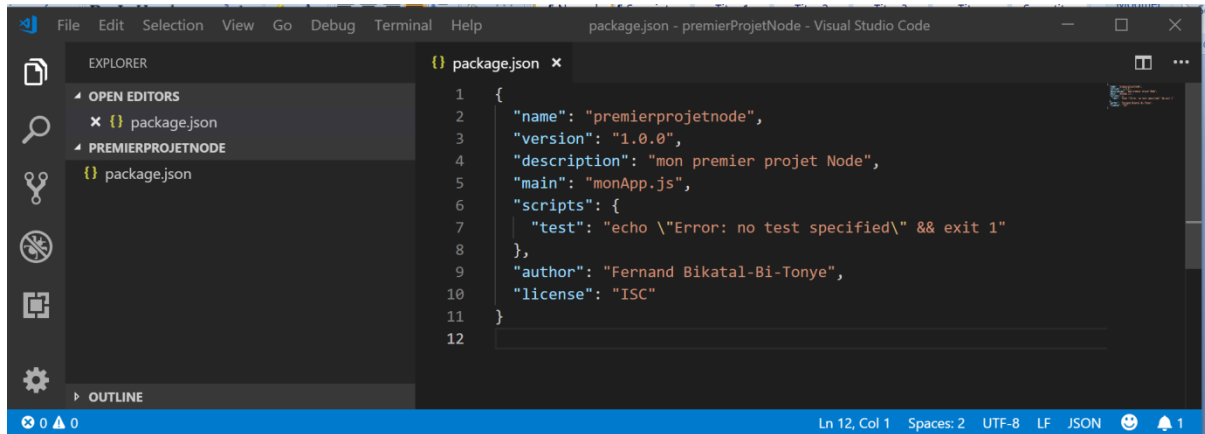 File Edit Selection View Go Debug Terminal Help package.json - premierProjetNode - Visual Studio Code
EXPLORER
OPEN EDITORS
{} package.json
PREMIERPROJETNODE
{} package.json
OUTLINE
{} package.json
1 {
2 "name": "premierprojetnode",
3 "version": "1.0.0",
4 "description": "mon premier projet Node",
5 "main": "monApp.js",
6 "scripts": {
7 "test": "echo \"Error: no test specified\" && exit 1"
8 },
9 "author": "Fernand Bikatal-Bi-Tonye",
10 "license": "ISC"
11 }
12
0 0 Ln 12, Col 1 Spaces: 2 UTF-8 LF JSON 1